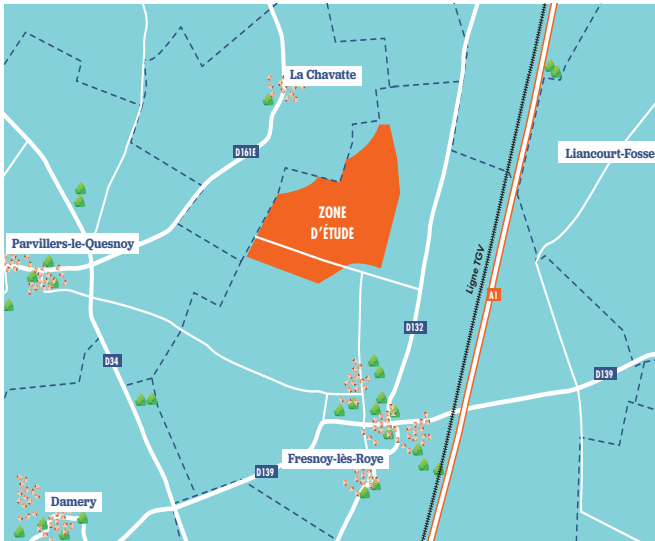 La Chavatte
D161E
Liancourt-Fosse
ZONE
D'ÉTUDE
Parvillers-le-Quesnoy
Ligne TGV
A1
D132
D34
D139
Fresnoy-lès-Roye
D139
Damery